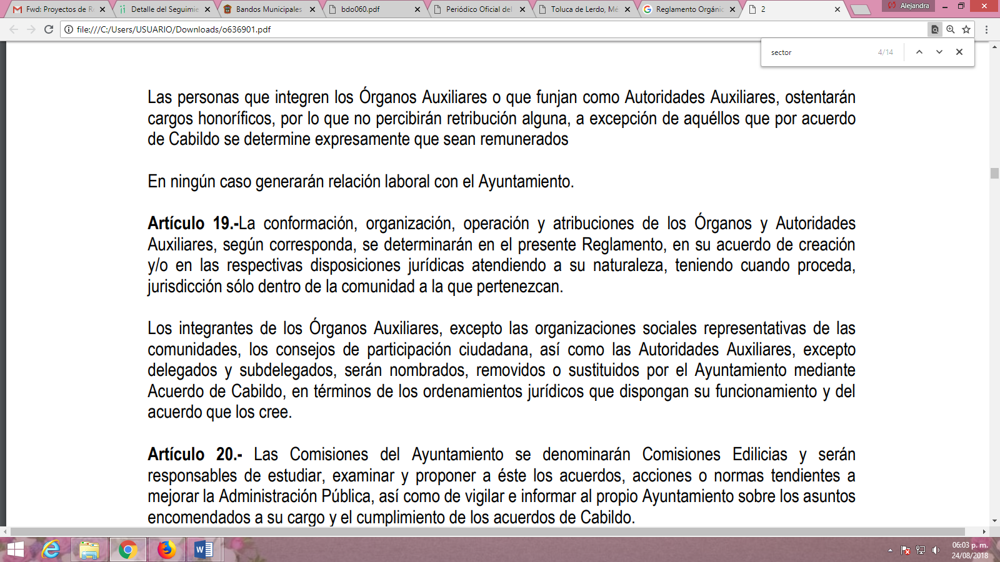 Fwd: Proyectos de Re
Detalle del Seguimie
Bandos Municipales
bdo060.pdf
Periódico Oficial del
Toluca de Lerdo, Mé
Reglamento Orgánic
2
Alejandra
file:///C:/Users/USUARIO/Downloads/o636901.pdf
sector 4/14
Las personas que integren los Órganos Auxiliares o que funjan como Autoridades Auxiliares, ostentarán
cargos honoríficos, por lo que no percibirán retribución alguna, a excepción de aquéllos que por acuerdo
de Cabildo se determine expresamente que sean remunerados
En ningún caso generarán relación laboral con el Ayuntamiento.
Artículo 19.-La conformación, organización, operación y atribuciones de los Órganos y Autoridades
Auxiliares, según corresponda, se determinarán en el presente Reglamento, en su acuerdo de creación
y/o en las respectivas disposiciones jurídicas atendiendo a su naturaleza, teniendo cuando proceda,
jurisdicción sólo dentro de la comunidad a la que pertenezcan.
Los integrantes de los Órganos Auxiliares, excepto las organizaciones sociales representativas de las
comunidades, los consejos de participación ciudadana, así como las Autoridades Auxiliares, excepto
delegados y subdelegados, serán nombrados, removidos o sustituidos por el Ayuntamiento mediante
Acuerdo de Cabildo, en términos de los ordenamientos jurídicos que dispongan su funcionamiento y del
acuerdo que los cree.
Artículo 20.- Las Comisiones del Ayuntamiento se denominarán Comisiones Edilicias y serán
responsables de estudiar, examinar y proponer a éste los acuerdos, acciones o normas tendientes a
mejorar la Administración Pública, así como de vigilar e informar al propio Ayuntamiento sobre los asuntos
encomendados a su cargo y el cumplimiento de los acuerdos de Cabildo.
06:03 p. m.
24/08/2018